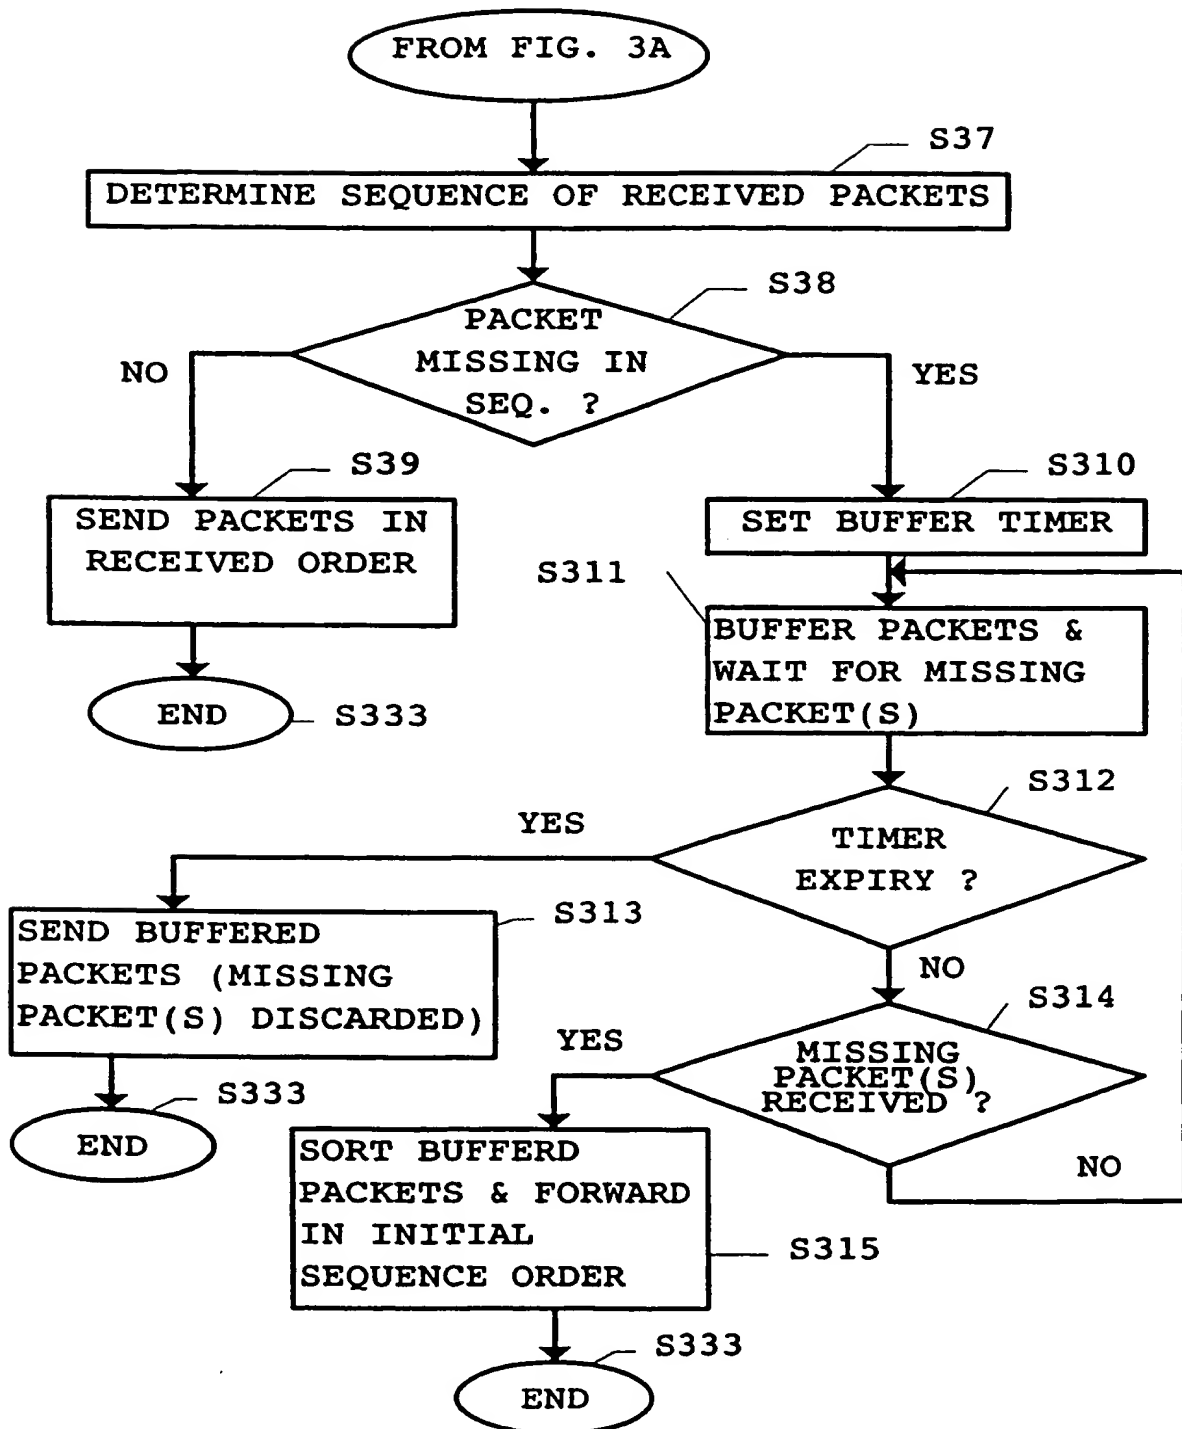 FROM FIG. 3A
S37
DETERMINE SEQUENCE OF RECEIVED PACKETS
S38
PACKET
MISSING IN
SEQ. ?
NO
YES
S39
SEND PACKETS IN
RECEIVED ORDER
S310
SET BUFFER TIMER
S311
BUFFER PACKETS &
WAIT FOR MISSING
PACKET(S)
END
S333
S312
TIMER
EXPIRY ?
YES
NO
S313
SEND BUFFERED
PACKETS (MISSING
PACKET(S) DISCARDED)
S314
MISSING
PACKET(S)
RECEIVED ?
YES
NO
S333
END
SORT BUFFERD
PACKETS & FORWARD
IN INITIAL
SEQUENCE ORDER
S315
S333
END